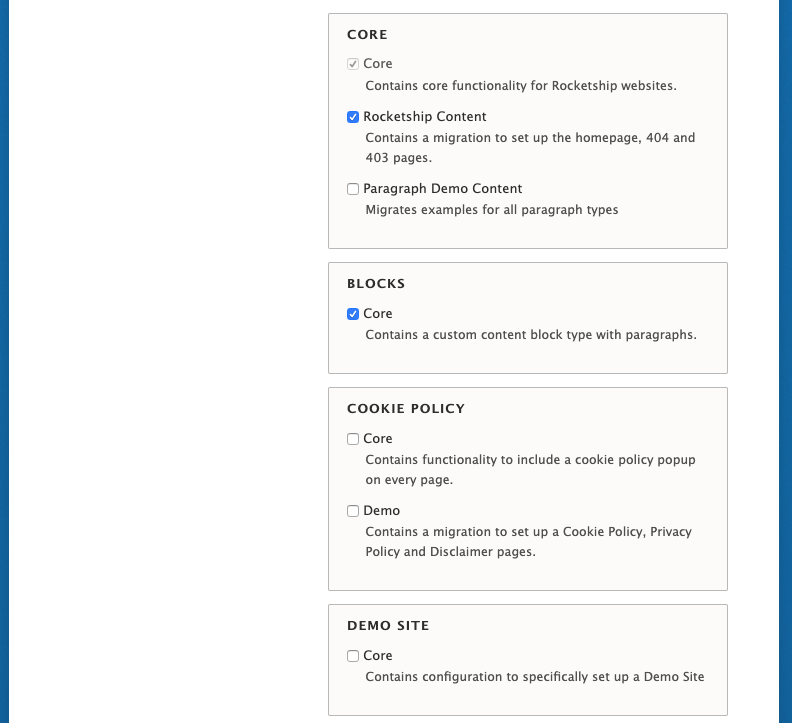 CORE
Core
Contains core functionality for Rocketship websites.
Rocketship Content
Contains a migration to set up the homepage, 404 and
403 pages.
Paragraph Demo Content
Migrates examples for all paragraph types
BLOCKS
Core
Contains a custom content block type with paragraphs.
COOKIE POLICY
Core
Contains functionality to include a cookie policy popup
on every page.
Demo
Contains a migration to set up a Cookie Policy, Privacy
Policy and Disclaimer pages.
DEMO SITE
Core
Contains configuration to specifically set up a Demo Site